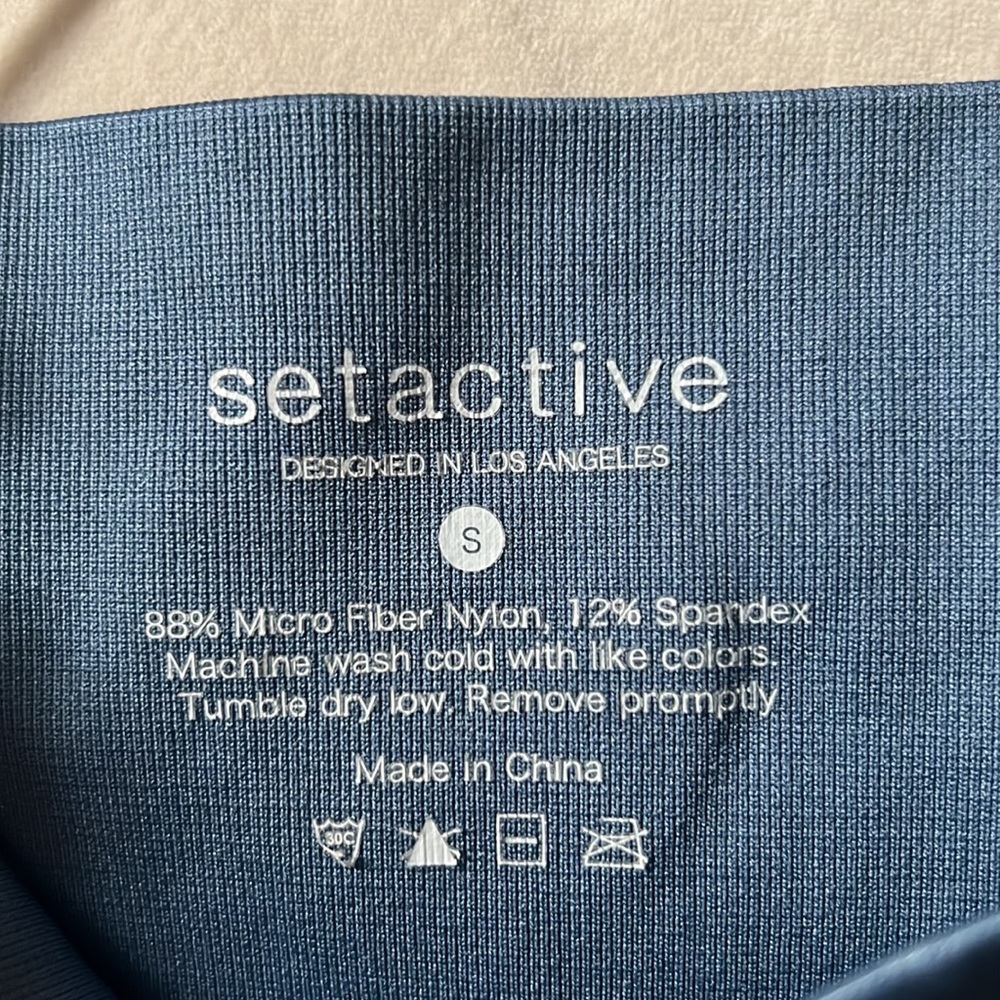 setactive
DESIGNED IN LOS ANGELES
S
88% Micro Fiber Nylon, 12% Spandex
Machine wash cold with like colors.
Tumble dry low. Remove promptly
Made in China
30C